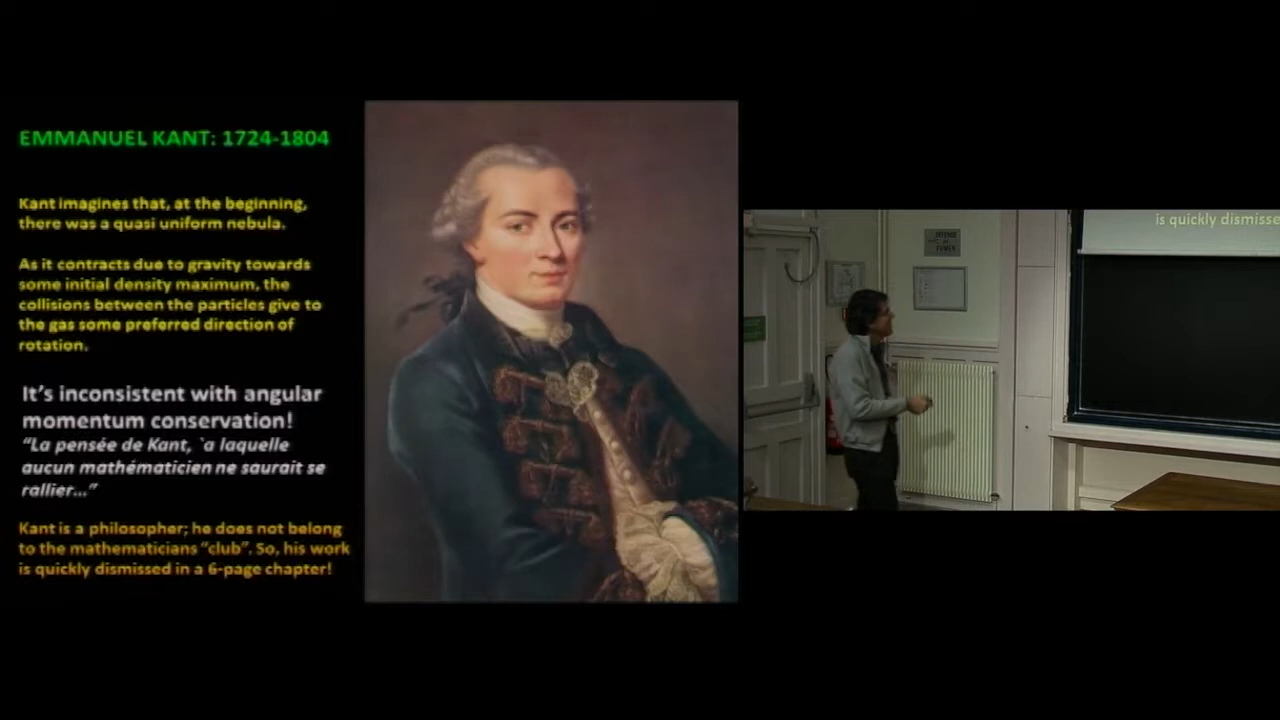 EMMANUEL KANT: 1724-1804
Kant imagines that, at the beginning,
there was a quasi uniform nebula.
As it contracts due to gravity towards
some initial density maximum, the
collisions between the particles give to
the gas some preferred direction of
rotation.
It's inconsistent with angular
momentum conservation!
“La pensée de Kant, `a laquelle
aucun mathématicien ne saurait se
rallier…”
Kant is a philosopher; he does not belong
to the mathematicians “club”. So, his work
is quickly dismissed in a 6-page chapter!
is quickly dismisse
DEFENSE
DE
FUMER